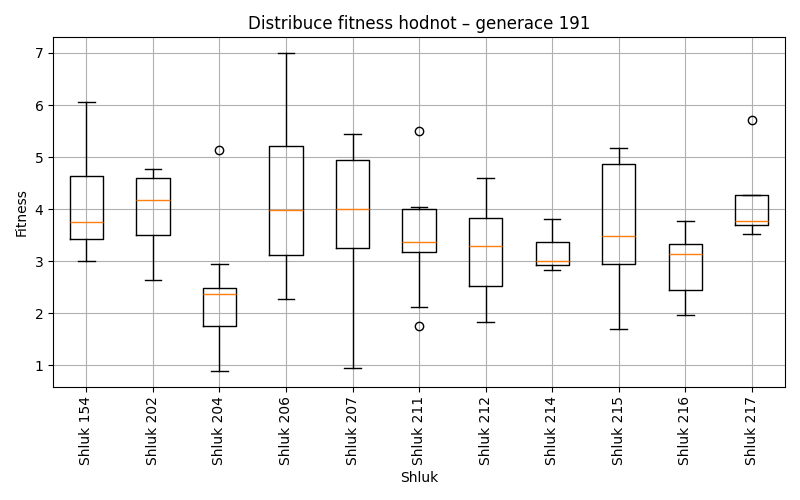 Distribuce fitness hodnot – generace 191
Fitness
7
6
5
4
3
2
1
Shluk 154
Shluk 202
Shluk 204
Shluk 206
Shluk 207
Shluk 211
Shluk 212
Shluk 214
Shluk 215
Shluk 216
Shluk 217
Shluk